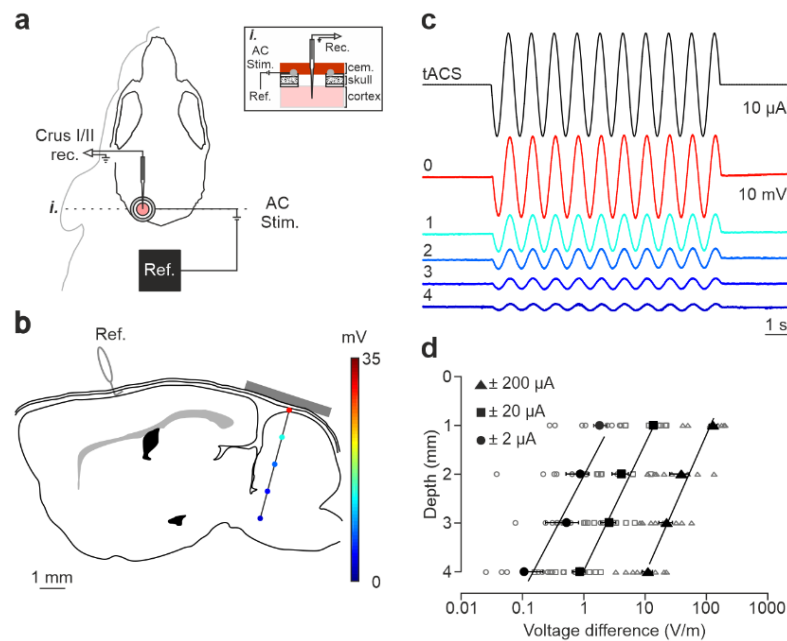 a
i.
AC
Stim.
Rec.
cem.
skull
cortex
Ref.
Crus I/II
rec.
i.
AC
Stim.
Ref.
b
mV
Ref.
35
0
1 mm
c
tACS
10 µA
0
10 mV
1
2
3
4
1 s
d
± 200 µA
± 20 µA
± 2 µA
Depth (mm)
0
1
2
3
4
0.01 0.1 1 10 100 1000
Voltage difference (V/m)